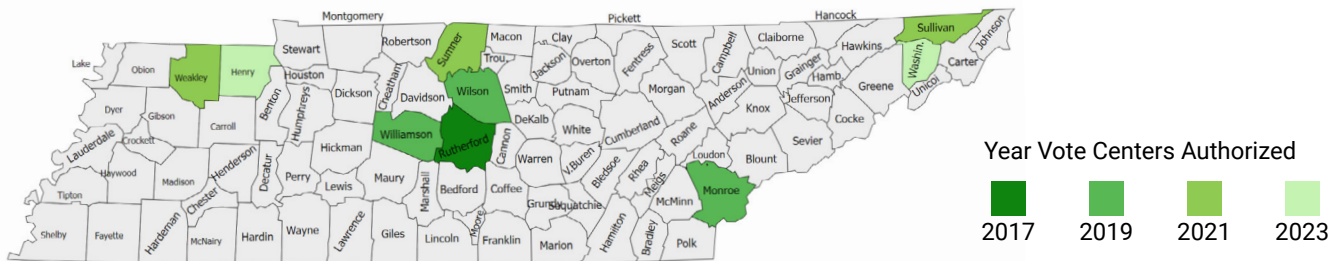 Montgomery
Pickett
Hancock
Stewart
Robertson
Sumner
Macon
Clay
Scott
Campbell
Claiborne
Hawkins
Sullivan
Johnson
Lake
Obion
Weakley
Henry
Houston
Cheatham
Trou.
Jackson
Overton
Fentress
Union
Grainger
Hamb.
Greene
Washin.
Carter
Unicoi
Dyer
Gibson
Carroll
Benton
Humphreys
Dickson
Davidson
Wilson
Smith
Putnam
Morgan
Anderson
Knox
Jefferson
Cocke
Lauderdale
Crockett
Haywood
Madison
Henderson
Decatur
Perry
Hickman
Williamson
Rutherford
Cannon
DeKalb
White
Cumberland
Roane
Loudon
Blount
Sevier
Tipton
Chester
Lewis
Maury
Marshall
Bedford
Coffee
Warren
V.Buren
Bledsoe
Rhea
Meigs
McMinn
Monroe
Grundy
Sequatchie
Shelby
Fayette
Hardeman
McNairy
Hardin
Wayne
Lawrence
Giles
Lincoln
Moore
Franklin
Marion
Hamilton
Bradley
Polk
Year Vote Centers Authorized
2017 2019 2021 2023